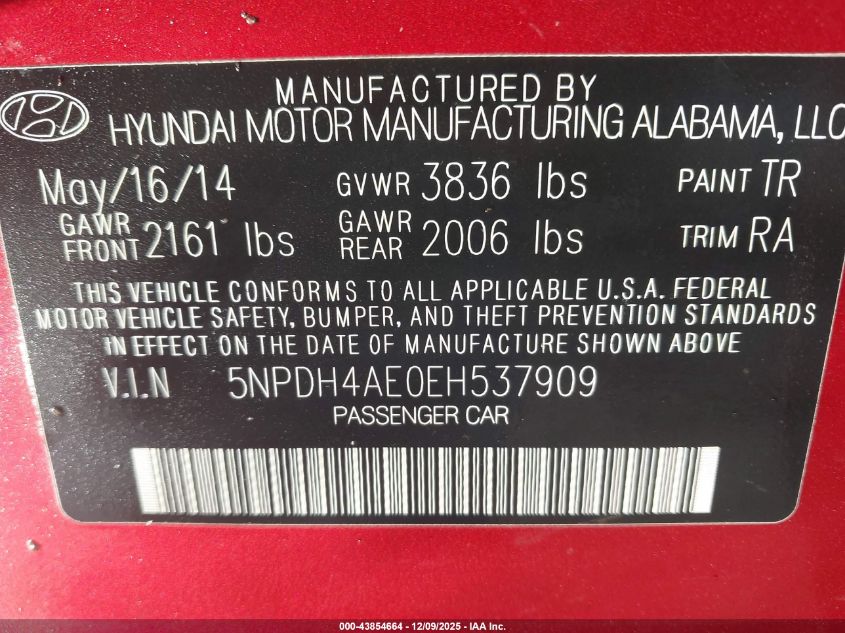 MANUFACTURED BY
HYUNDAI MOTOR MANUFACTURING ALABAMA, LLC
May/16/14 GVWR 3836 lbs PAINT TR
GAWR FRONT 2161 lbs GAWR REAR 2006 lbs TRIM RA
THIS VEHICLE CONFORMS TO ALL APPLICABLE U.S.A. FEDERAL
MOTOR VEHICLE SAFETY, BUMPER, AND THEFT PREVENTION STANDARDS
IN EFFECT ON THE DATE OF MANUFACTURE SHOWN ABOVE
V.I.N 5NPDH4AE0EH537909
PASSENGER CAR
000-43854664 - 12/09/2025 - IAA Inc.